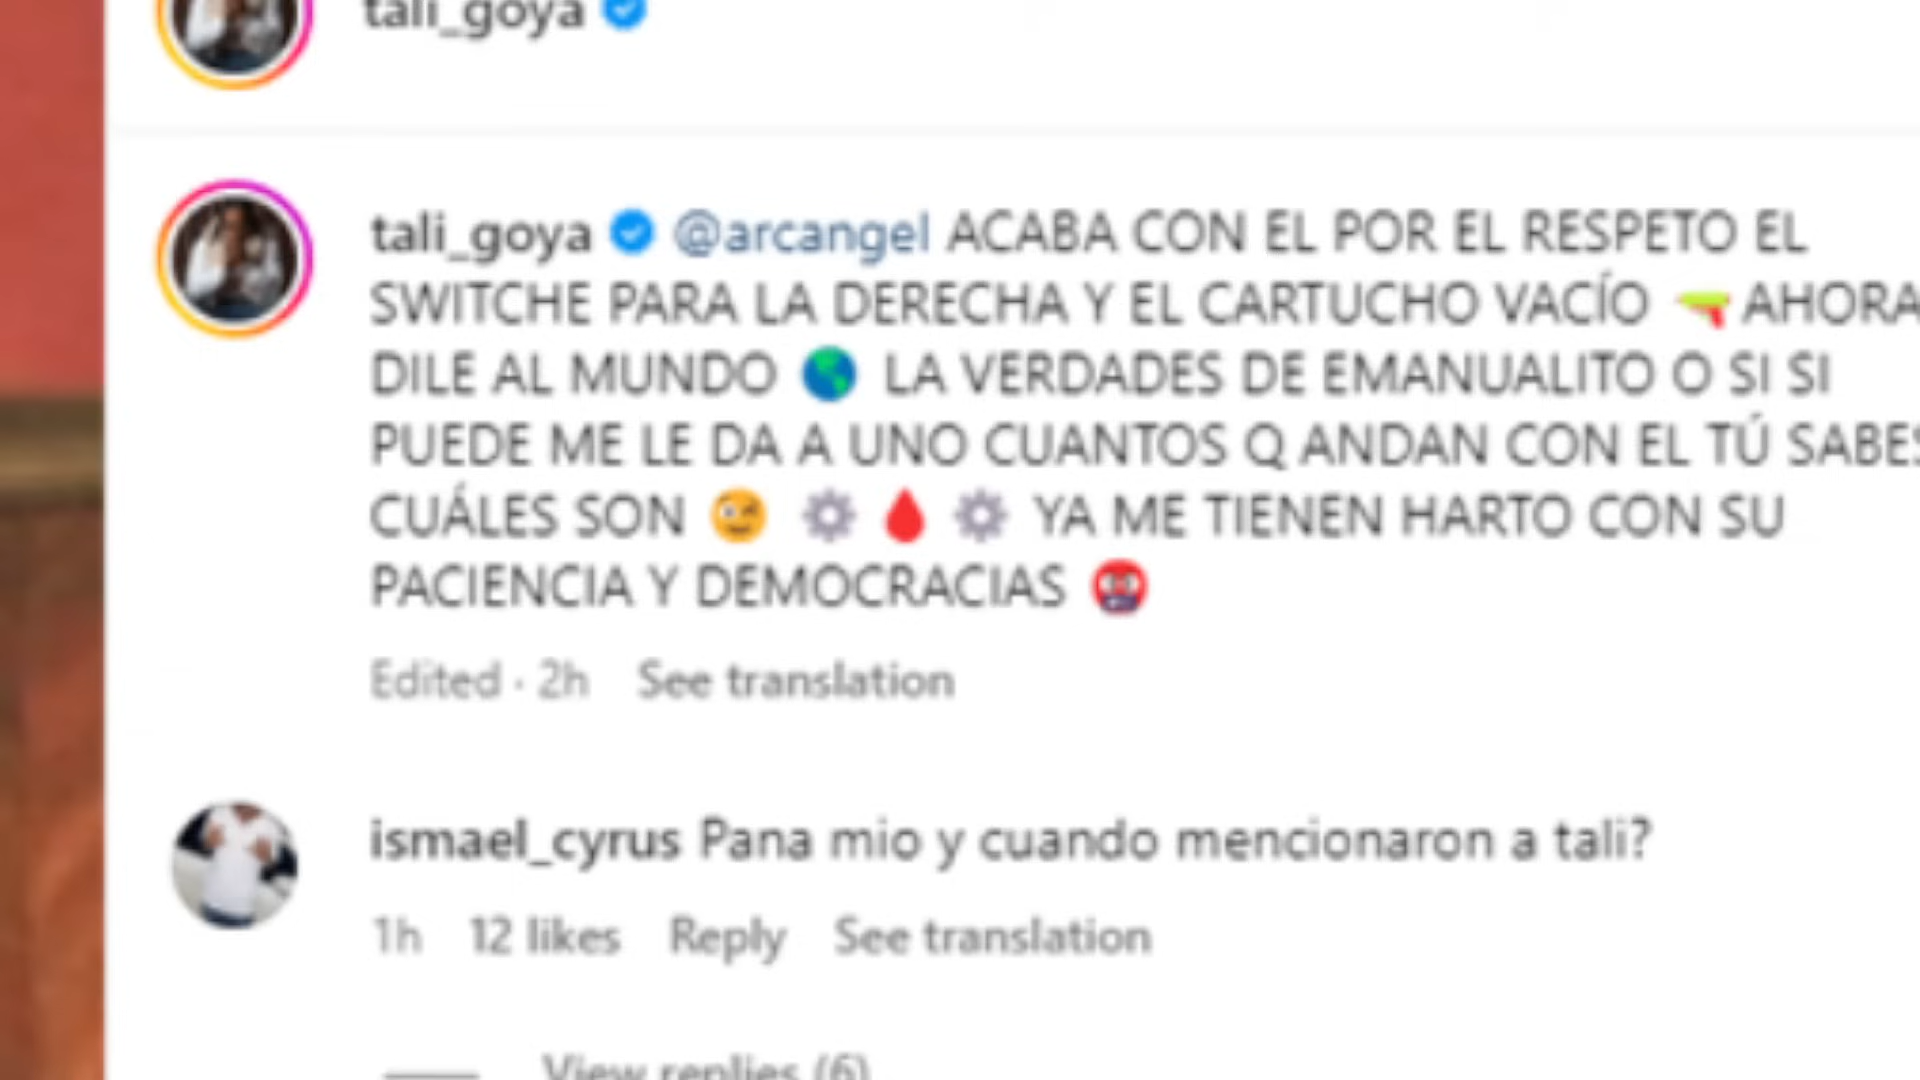 tali_goya
tali_goya @arcangel ACABA CON EL POR EL RESPETO EL
SWITCHE PARA LA DERECHA Y EL CARTUCHO VACÍO 🔫 AHORA
DILE AL MUNDO 🌎 LA VERDADES DE EMANUALITO O SI SI
PUEDE ME LE DA A UNO CUANTOS Q ANDAN CON EL TÚ SABES
CUÁLES SON 😉 ⚙️ 🩸 ⚙️ YA ME TIENEN HARTO CON SU
PACIENCIA Y DEMOCRACIAS 👹
Edited · 2h See translation
ismael_cyrus Pana mio y cuando mencionaron a tali?
1h 12 likes Reply See translation
View replies (6)